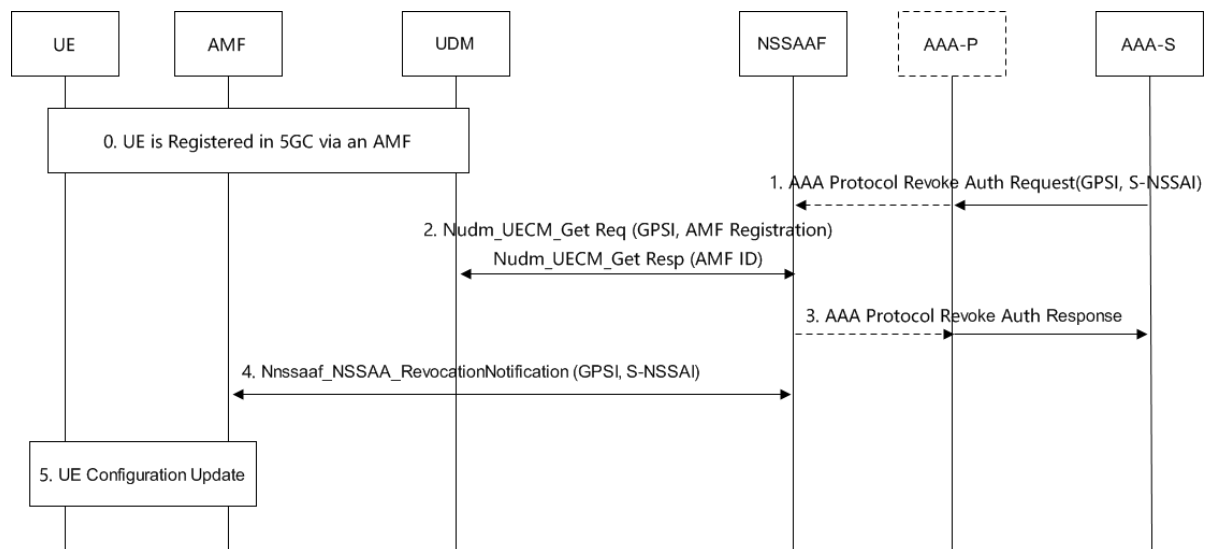 UE
AMF
UDM
NSSAAF
AAA-P
AAA-S
0. UE is Registered in 5GC via an AMF
1. AAA Protocol Revoke Auth Request(GPSI, S-NSSAI)
2. Nudm_UECM_Get Req (GPSI, AMF Registration)
Nudm_UECM_Get Resp (AMF ID)
3. AAA Protocol Revoke Auth Response
4. Nnssaaf_NSSAA_RevocationNotification (GPSI, S-NSSAI)
5. UE Configuration Update